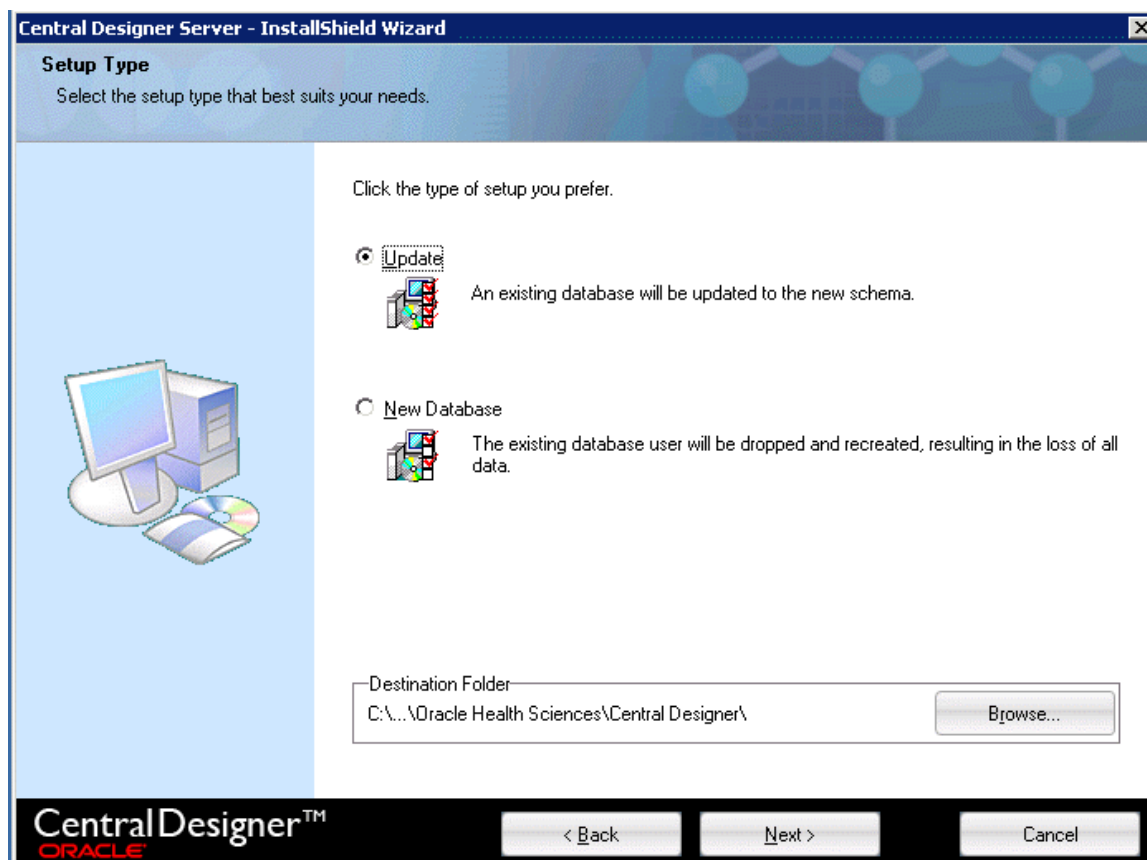 Central Designer Server - InstallShield Wizard
Setup Type
Select the setup type that best suits your needs.
Click the type of setup you prefer.
Update
An existing database will be updated to the new schema.
New Database
The existing database user will be dropped and recreated, resulting in the loss of all
data.
Destination Folder
C:\...\Oracle Health Sciences\Central Designer\
Browse...
CentralDesigner™
ORACLE
< Back
Next >
Cancel